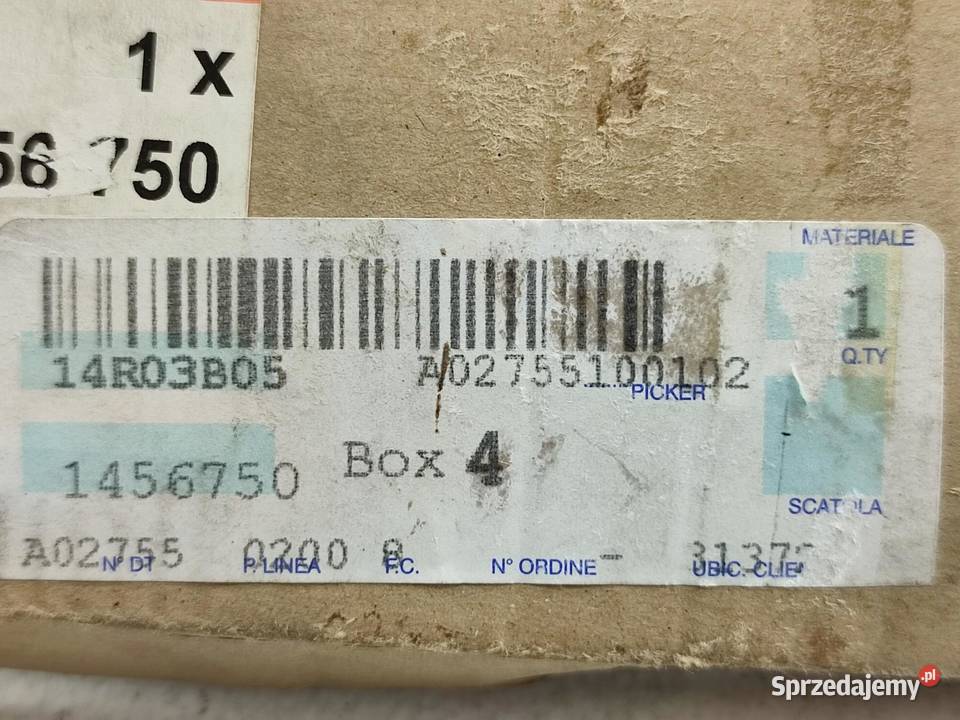 1 x
56 750
MATERIALE
1
Q.TY
14R03B05 A02755100102
PICKER
1456750 Box 4
SCATOLA
A02755 0200 8 -
N° DT P.LINEA F.C. N° ORDINE UBIC. CLIE
Sprzedajemy.pl